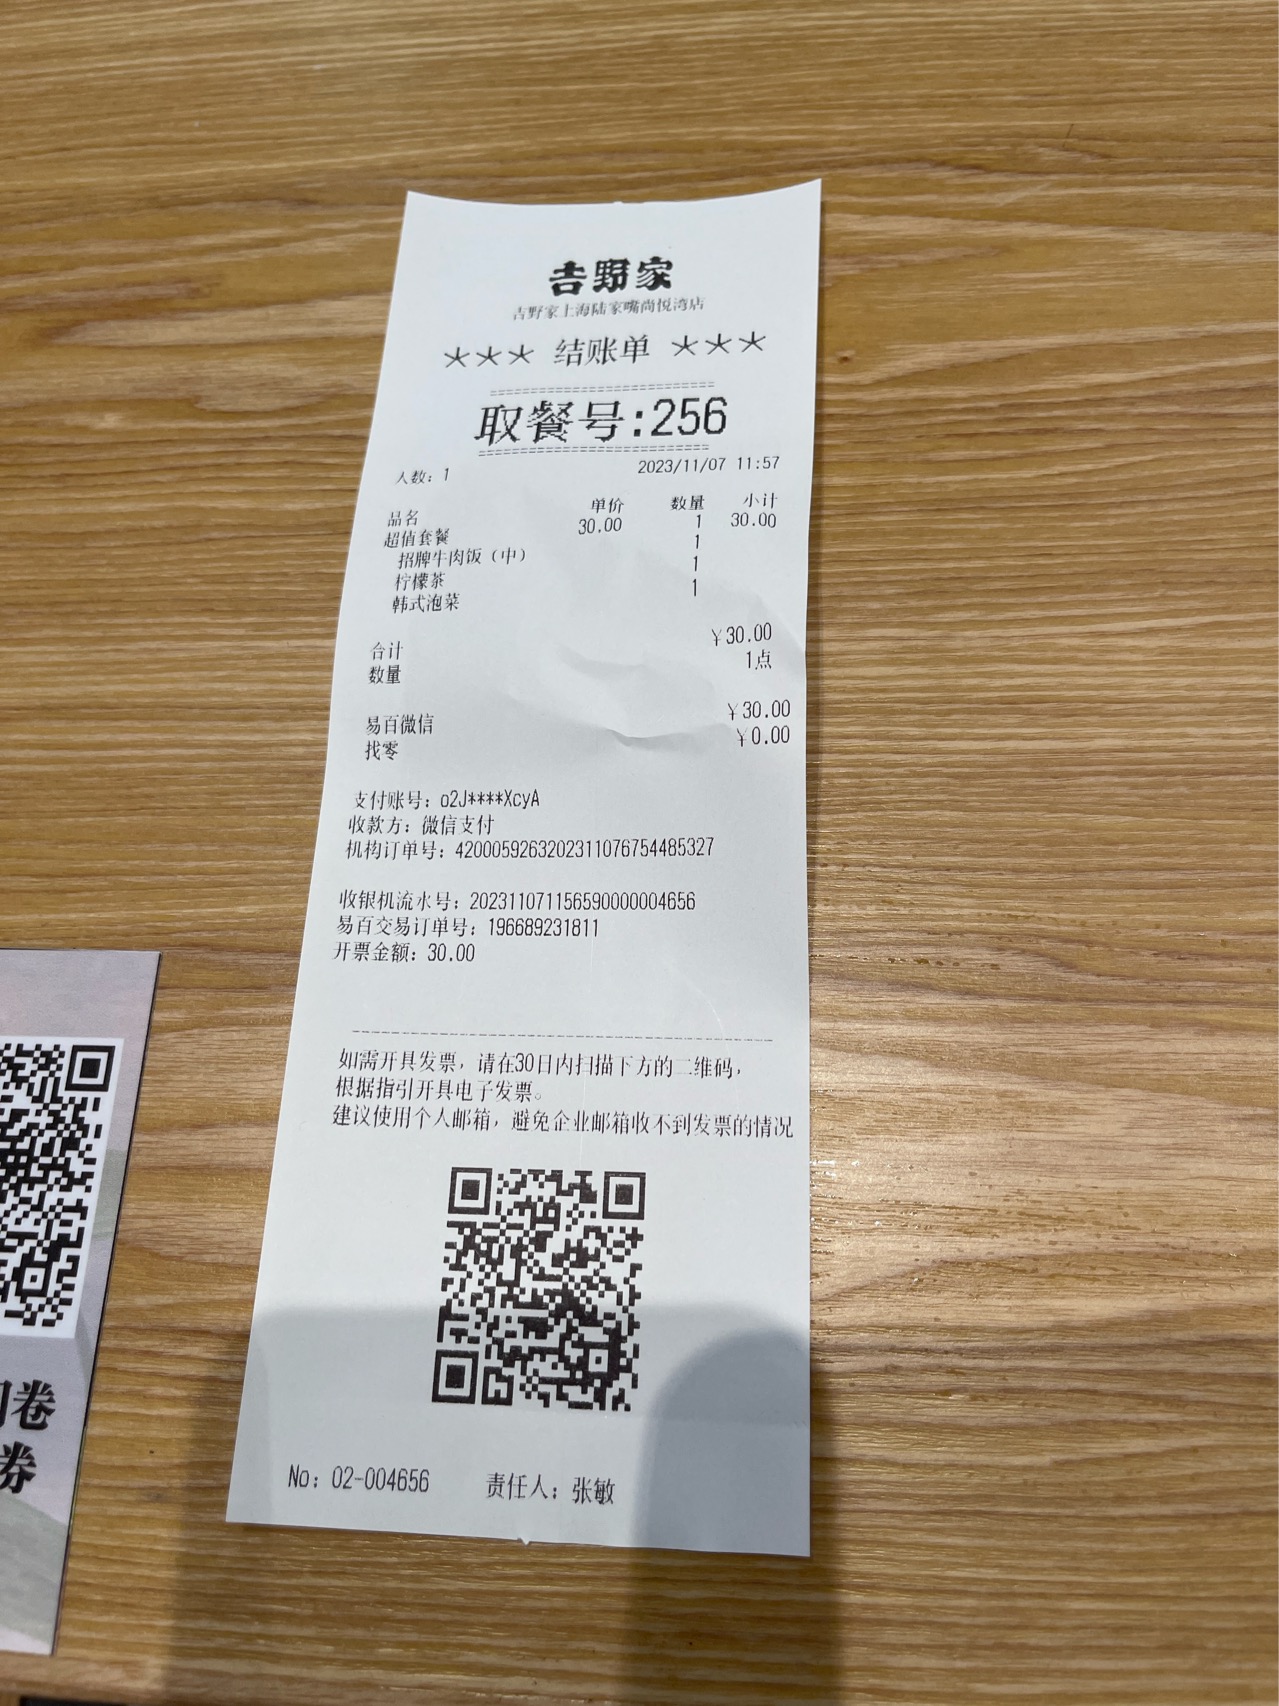 吉野家
吉野家上海陆家嘴尚悦湾店
*** 结账单 ***
取餐号:256
人数: 1 2023/11/07 11:57
品名 单价 数量 小计
超值套餐 30.00 1 30.00
招牌牛肉饭（中） 1
柠檬茶 1
韩式泡菜 1
合计 ¥30.00
数量 1点
易百微信 ¥30.00
找零 ¥0.00
支付账号: o2J****XcyA
收款方: 微信支付
机构订单号: 4200059263202311076754485327
收银机流水号: 202311071156590000004656
易百交易订单号: 196689231811
开票金额: 30.00
如需开具发票，请在30日内扫描下方的二维码，
根据指引开具电子发票。
建议使用个人邮箱，避免企业邮箱收不到发票的情况
No: 02-004656 责任人: 张敏
卷
券